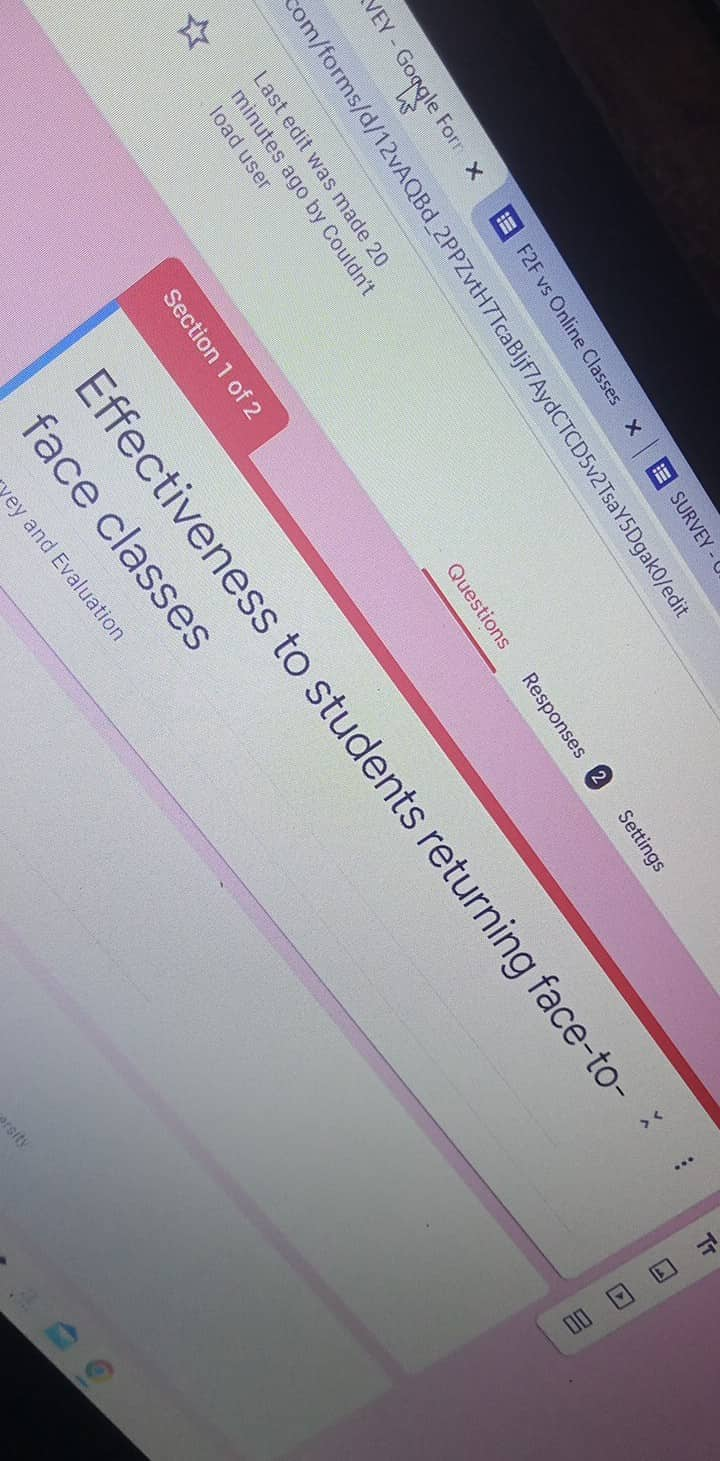 VEY - Google Forr
F2F vs Online Classes
SURVEY -
com/forms/d/12vAQBd_2PPZvtH7TcaBljf7AydCTCD5v2TsaY5Dgak0/edit
Last edit was made 20
minutes ago by Couldn't
load user
Questions
Responses 2
Settings
Section 1 of 2
Effectiveness to students returning face-to-
face classes
vey and Evaluation
ersity
Tт